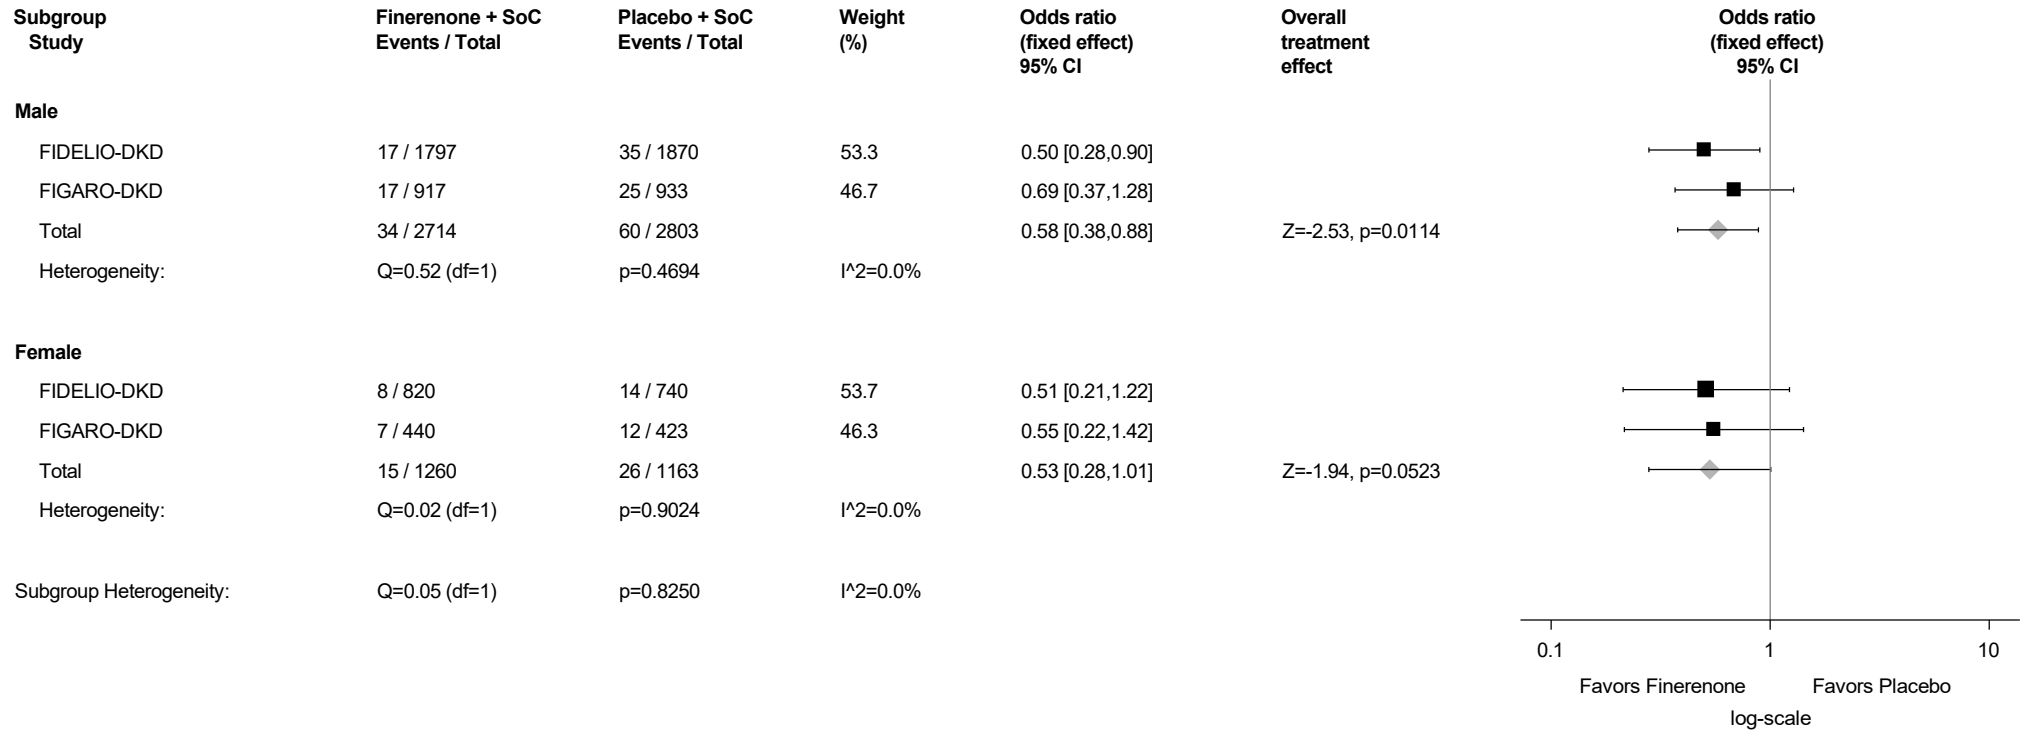 Subgroup Finerenone + SoC Placebo + SoC Weight Odds ratio Overall Odds ratio
Study Events / Total Events / Total (%) (fixed effect) treatment (fixed effect)
95% CI effect 95% CI
Male
FIDELIO-DKD 17 / 1797 35 / 1870 53.3 0.50 [0.28,0.90]
FIGARO-DKD 17 / 917 25 / 933 46.7 0.69 [0.37,1.28]
Total 34 / 2714 60 / 2803 0.58 [0.38,0.88] Z=-2.53, p=0.0114
Heterogeneity: Q=0.52 (df=1) p=0.4694 I^2=0.0%
Female
FIDELIO-DKD 8 / 820 14 / 740 53.7 0.51 [0.21,1.22]
FIGARO-DKD 7 / 440 12 / 423 46.3 0.55 [0.22,1.42]
Total 15 / 1260 26 / 1163 0.53 [0.28,1.01] Z=-1.94, p=0.0523
Heterogeneity: Q=0.02 (df=1) p=0.9024 I^2=0.0%
Subgroup Heterogeneity: Q=0.05 (df=1) p=0.8250 I^2=0.0%
0.1 1 10
Favors Finerenone Favors Placebo
log-scale